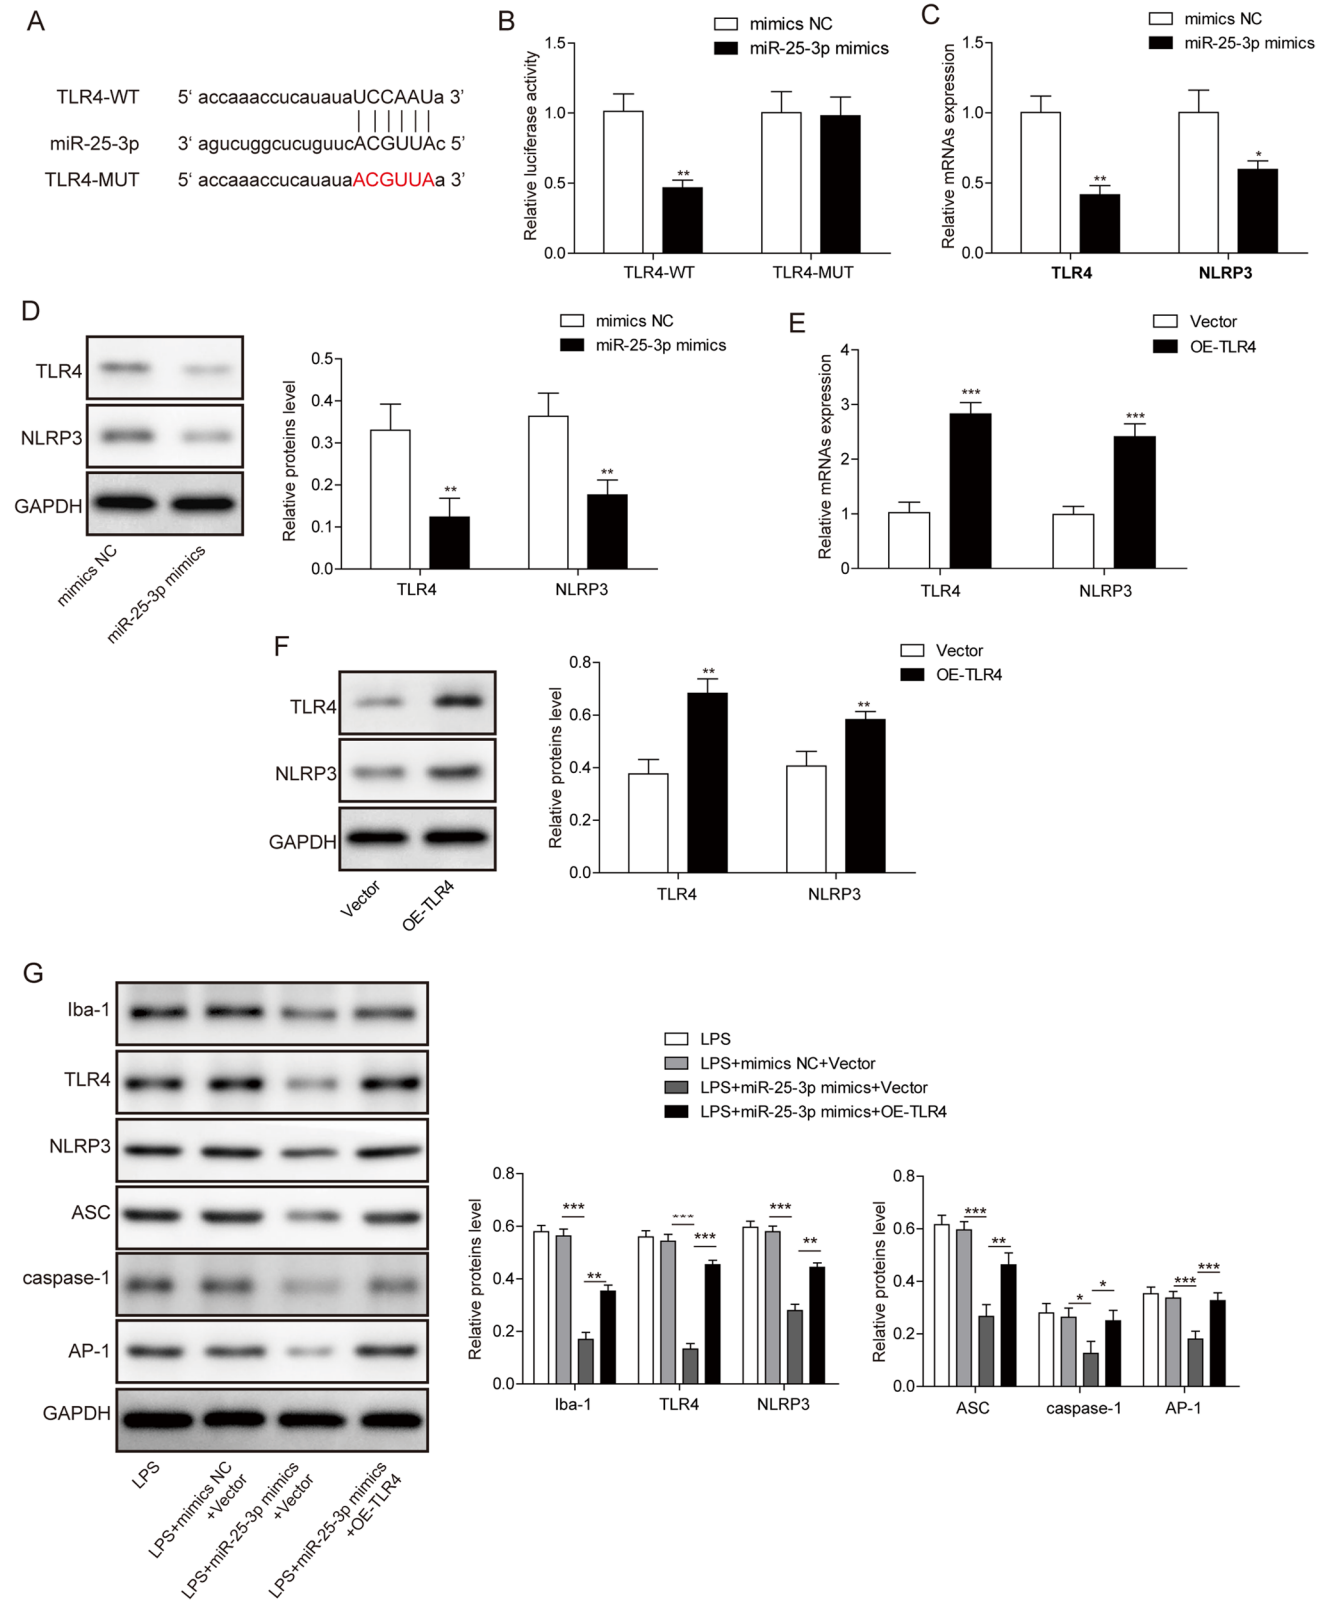 A
TLR4-WT 5‘ accaaaccucauauaUCCAAUa 3’
miR-25-3p 3‘ agucuggcucuguucACGUUAc 5’
TLR4-MUT 5‘ accaaaccucauauaACGUUAa 3’
B
mimics NC
miR-25-3p mimics
Relative luciferase activity
1.5
1.0
0.5
0.0
**
TLR4-WT TLR4-MUT
C
mimics NC
miR-25-3p mimics
Relative mRNAs expression
1.5
1.0
0.5
0.0
**
*
TLR4 NLRP3
D
TLR4
NLRP3
GAPDH
mimics NC
miR-25-3p mimics
mimics NC
miR-25-3p mimics
Relative proteins level
0.5
0.4
0.3
0.2
0.1
0.0
**
**
TLR4 NLRP3
E
Vector
OE-TLR4
Relative mRNAs expression
4
3
2
1
0
***
***
TLR4 NLRP3
F
TLR4
NLRP3
GAPDH
Vector
OE-TLR4
Vector
OE-TLR4
Relative proteins level
0.8
0.6
0.4
0.2
0.0
**
**
TLR4 NLRP3
G
Iba-1
TLR4
NLRP3
ASC
caspase-1
AP-1
GAPDH
LPS
LPS+mimics NC
+Vector
LPS+miR-25-3p mimics
+Vector
LPS+miR-25-3p mimics
+OE-TLR4
LPS
LPS+mimics NC+Vector
LPS+miR-25-3p mimics+Vector
LPS+miR-25-3p mimics+OE-TLR4
Relative proteins level
0.8
0.6
0.4
0.2
0.0
***
**
***
***
***
**
Iba-1 TLR4 NLRP3
Relative proteins level
0.8
0.6
0.4
0.2
0.0
***
**
*
*
***
***
ASC caspase-1 AP-1